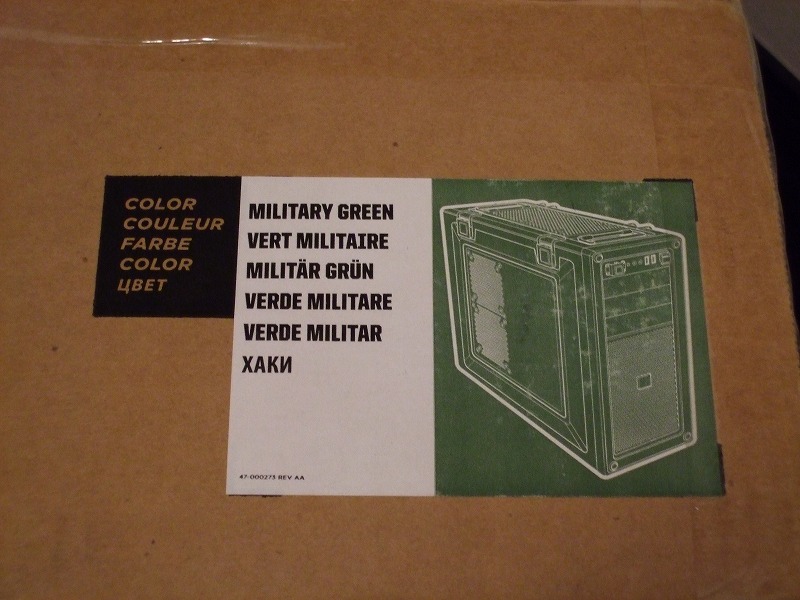 COLOR
COULEUR
FARBE
COLOR
ЦВЕТ
MILITARY GREEN
VERT MILITAIRE
MILITÄR GRÜN
VERDE MILITARE
VERDE MILITAR
ХАКИ
47-000273 REV AA